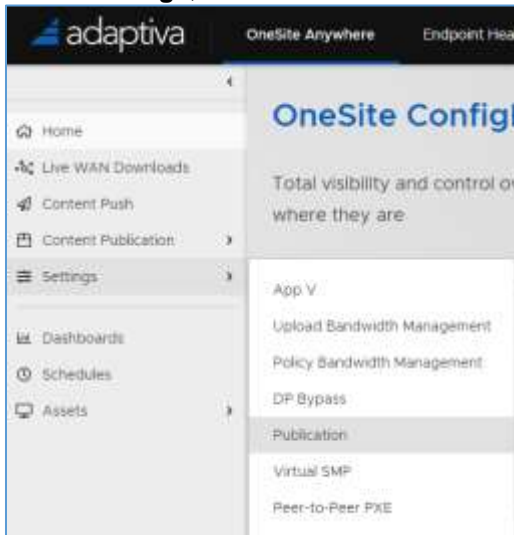 adaptiva
OneSite Anywhere
Endpoint Hea
Home
Live WAN Downloads
Content Push
Content Publication
Settings
Dashboards
Schedules
Assets
OneSite Config
Total visibility and control o
where they are
App V
Upload Bandwidth Management
Policy Bandwidth Management
DP Bypass
Publication
Virtual SMP
Peer-to-Peer PXE